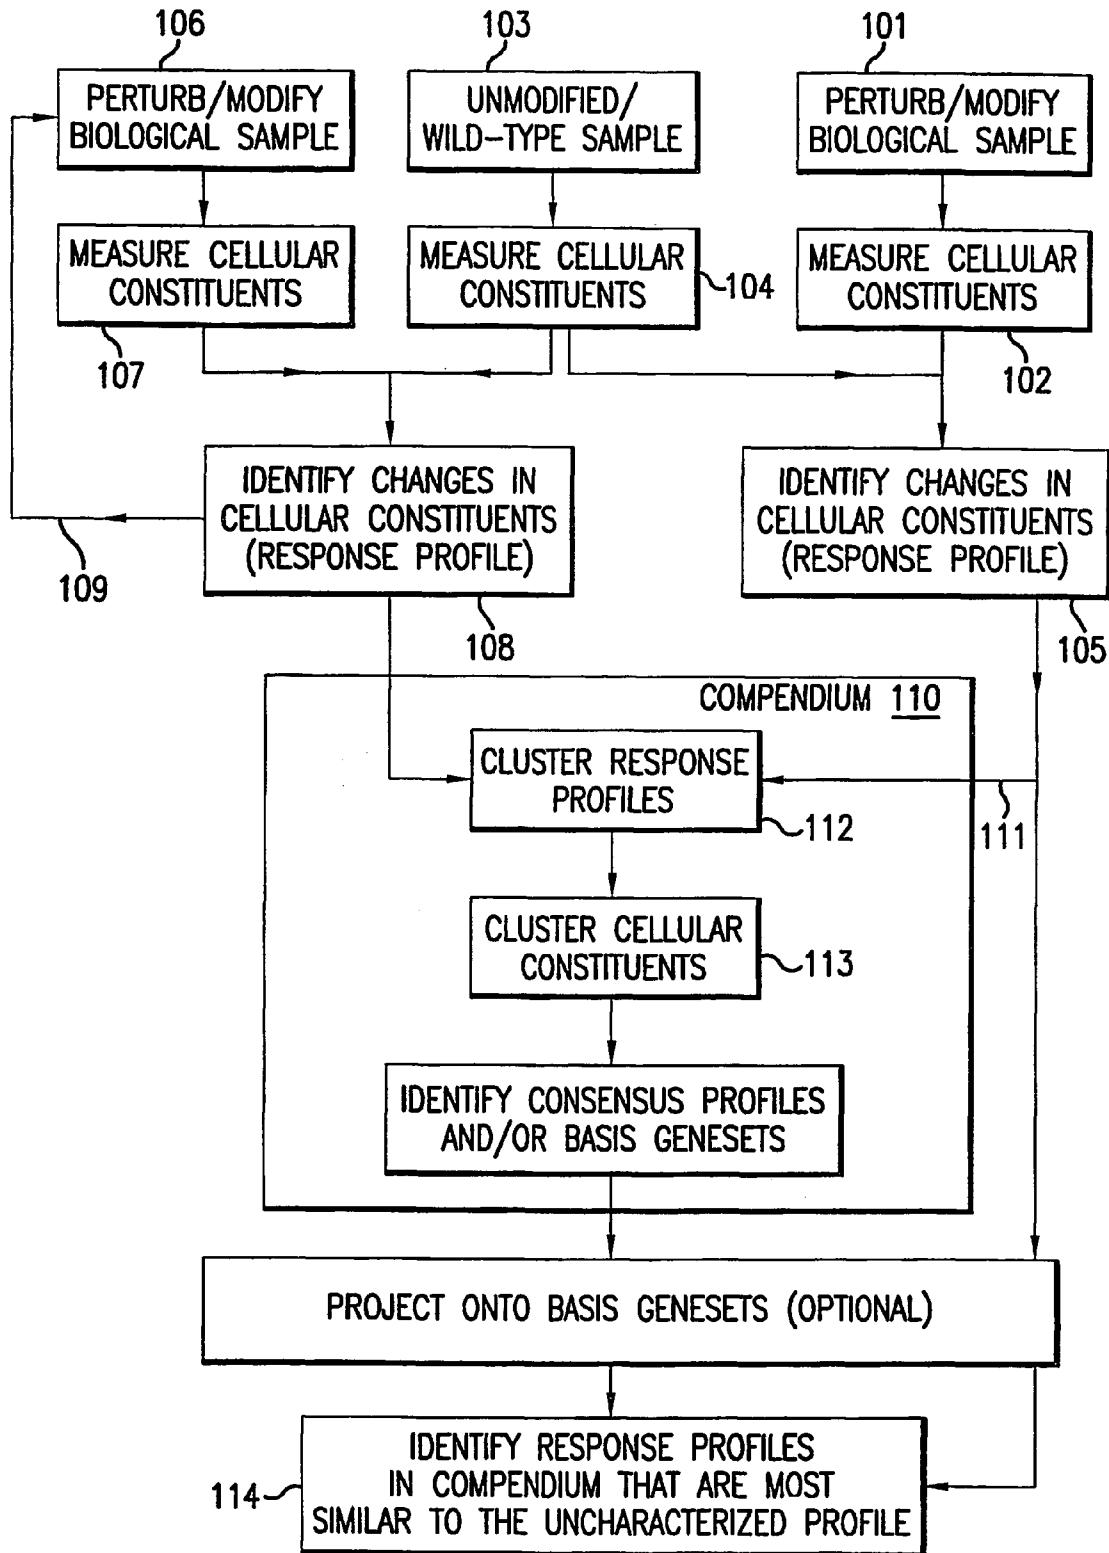 106
103
101
PERTURB/MODIFY
BIOLOGICAL SAMPLE
UNMODIFIED/
WILD-TYPE SAMPLE
PERTURB/MODIFY
BIOLOGICAL SAMPLE
MEASURE CELLULAR
CONSTITUENTS
MEASURE CELLULAR
CONSTITUENTS
MEASURE CELLULAR
CONSTITUENTS
104
107
102
IDENTIFY CHANGES IN
CELLULAR CONSTITUENTS
(RESPONSE PROFILE)
IDENTIFY CHANGES IN
CELLULAR CONSTITUENTS
(RESPONSE PROFILE)
109
108
105
COMPENDIUM 110
CLUSTER RESPONSE
PROFILES
112
111
CLUSTER CELLULAR
CONSTITUENTS
113
IDENTIFY CONSENSUS PROFILES
AND/OR BASIS GENESETS
PROJECT ONTO BASIS GENESETS (OPTIONAL)
IDENTIFY RESPONSE PROFILES
IN COMPENDIUM THAT ARE MOST
SIMILAR TO THE UNCHARACTERIZED PROFILE
114